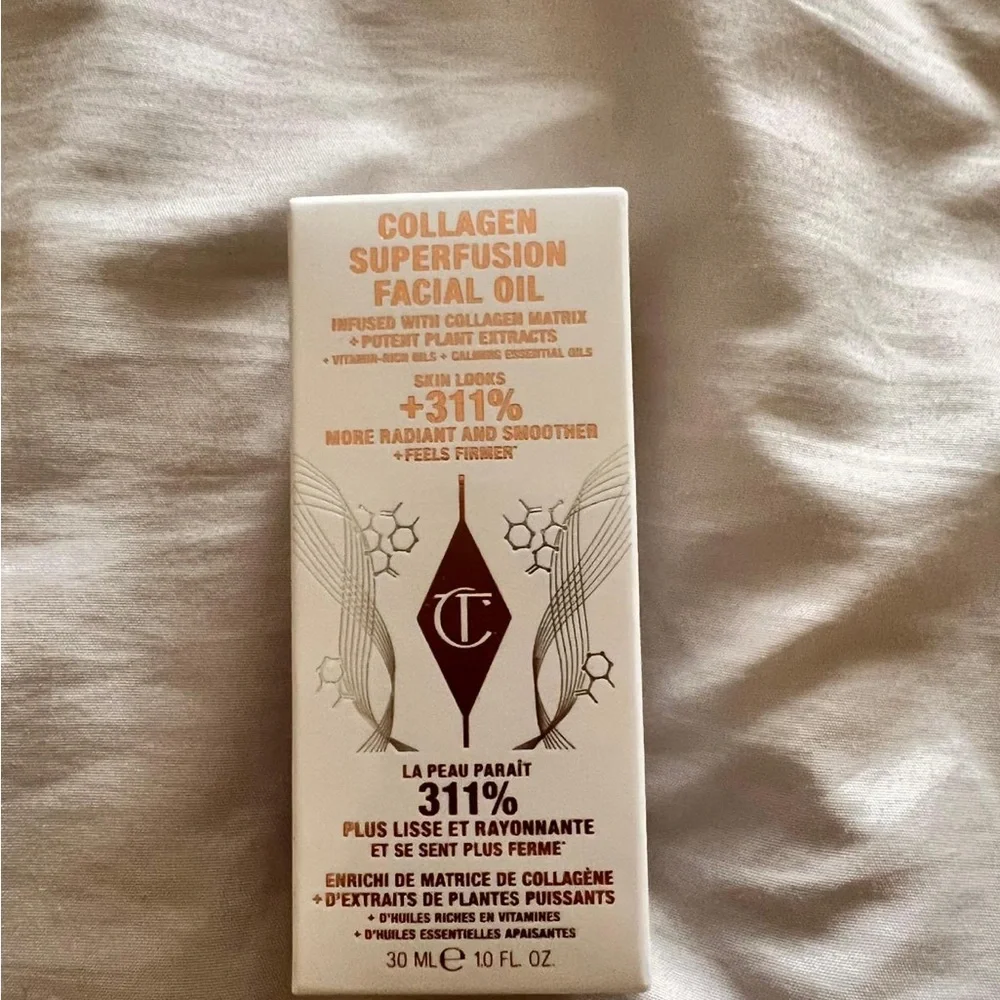 COLLAGEN
SUPERFUSION
FACIAL OIL
INFUSED WITH COLLAGEN MATRIX
+POTENT PLANT EXTRACTS
+ VITAMIN-RICH OILS + CALMING ESSENTIAL OILS
SKIN LOOKS
+311%
MORE RADIANT AND SMOOTHER
+FEELS FIRMER*
CT
LA PEAU PARAÎT
311%
PLUS LISSE ET RAYONNANTE
ET SE SENT PLUS FERME*
ENRICHI DE MATRICE DE COLLAGÈNE
+D'EXTRAITS DE PLANTES PUISSANTS
+ D'HUILES RICHES EN VITAMINES
+ D'HUILES ESSENTIELLES APAISANTES
30 ML ℮ 1.0 FL. OZ.